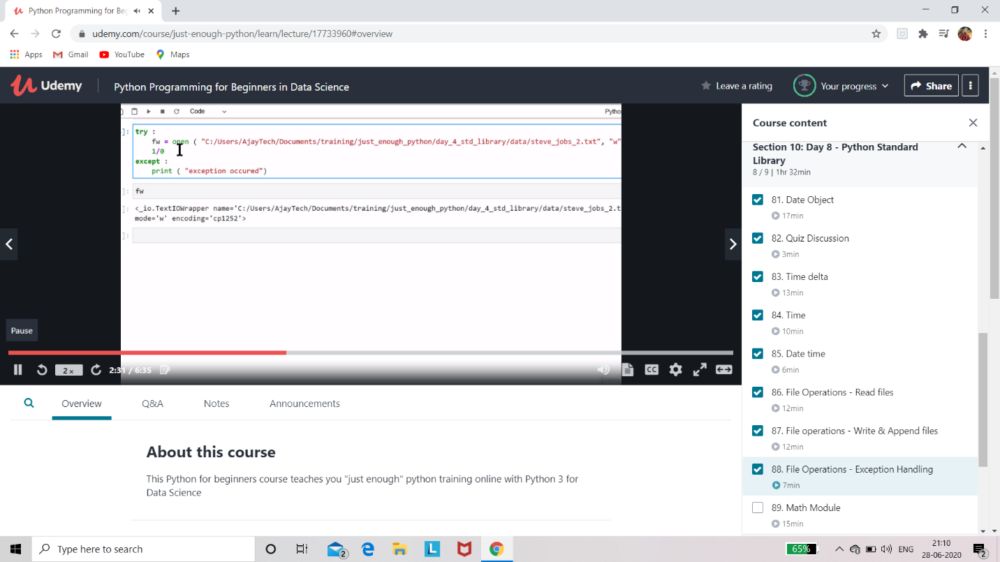 Python Programming for Beg
udemy.com/course/just-enough-python/learn/lecture/17733960#overview
Apps Gmail YouTube Maps
Udemy Python Programming for Beginners in Data Science Leave a rating Your progress Share
Code Python
]: try :
fw = open ( "C:/Users/AjayTech/Documents/training/just_enough_python/day_4_std_library/data/steve_jobs_2.txt", "w"
1/0
except :
print ( "exception occured")
]: fw
]: <_io.TextIOWrapper name='C:/Users/AjayTech/Documents/training/just_enough_python/day_4_std_library/data/steve_jobs_2.t
mode='w' encoding='cp1252'>
]:
Pause
2x 2:31 / 6:35 CC
Overview Q&A Notes Announcements
About this course
This Python for beginners course teaches you "just enough" python training online with Python 3 for
Data Science
Course content
Section 10: Day 8 - Python Standard
Library
8 / 9 | 1hr 32min
81. Date Object
17min
82. Quiz Discussion
3min
83. Time delta
13min
84. Time
10min
85. Date time
6min
86. File Operations - Read files
12min
87. File operations - Write & Append files
12min
88. File Operations - Exception Handling
7min
89. Math Module
15min
Type here to search 2 L 65% ENG 21:10
28-06-2020 2